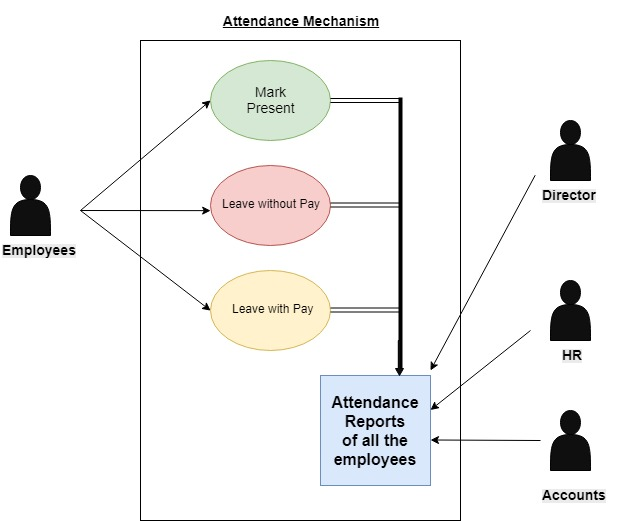 Attendance Mechanism
Mark
Present
Director
Leave without Pay
Employees
Leave with Pay
HR
Attendance
Reports
of all the
employees
Accounts